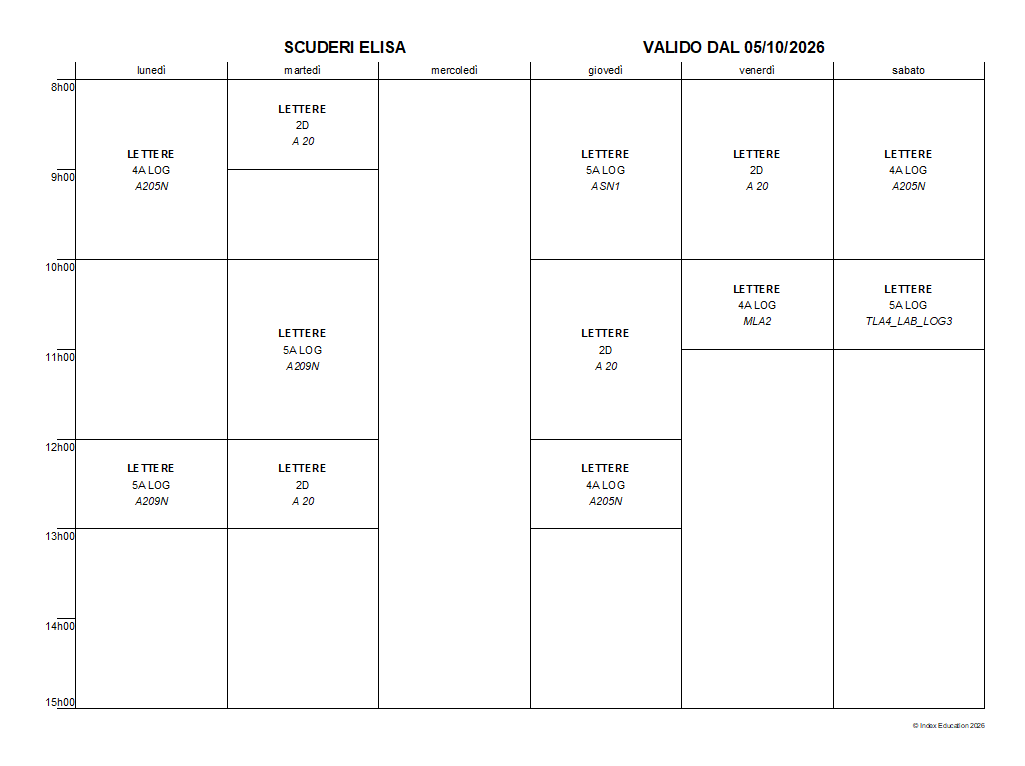 SCUDERI ELISA VALIDO DAL 05/10/2026
lunedì martedì mercoledì giovedì venerdì sabato
8h00
LETTERE
2D
A 20
LETTERE
4A LOG
A205N
LETTERE
5A LOG
ASN1
LETTERE
2D
A 20
LETTERE
4A LOG
A205N
9h00
10h00
LETTERE
5A LOG
A209N
LETTERE
2D
A 20
LETTERE
4A LOG
MLA2
LETTERE
5A LOG
TLA4_LAB_LOG3
11h00
12h00
LETTERE
5A LOG
A209N
LETTERE
2D
A 20
LETTERE
4A LOG
A205N
13h00
14h00
15h00
© Index Education 2026